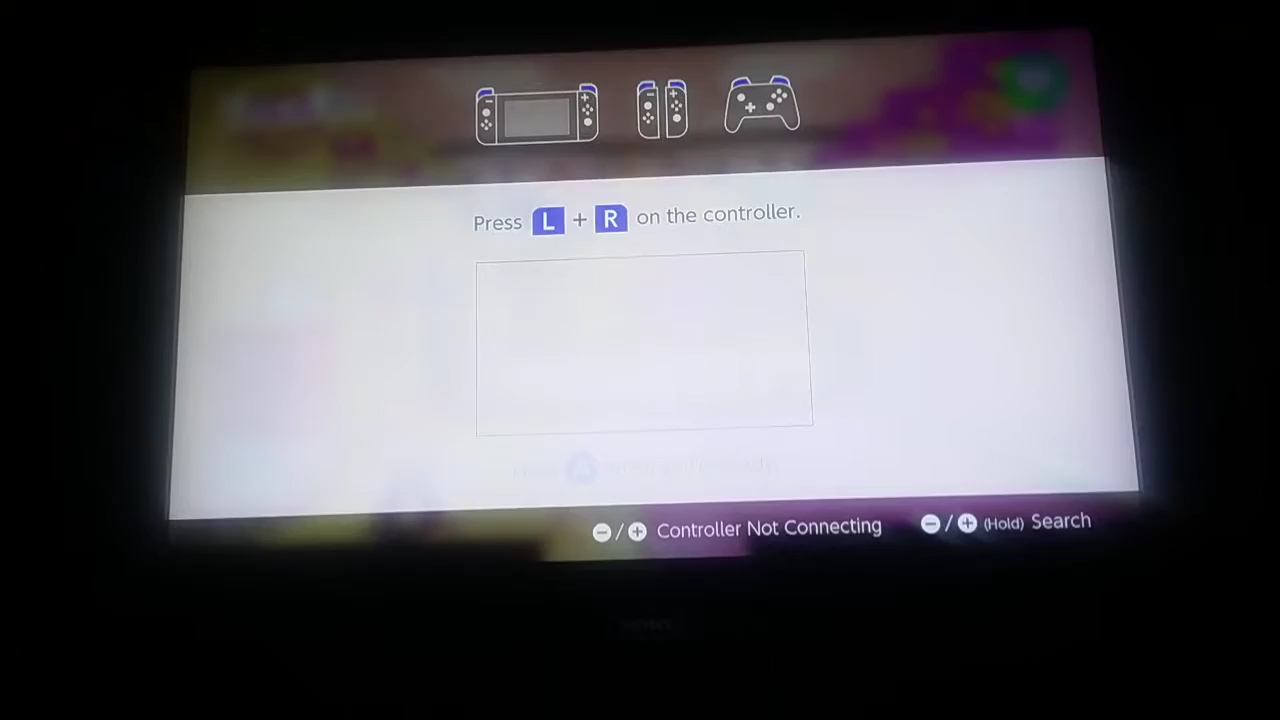 Press L + R on the controller.
Controller Not Connecting
(Hold) Search